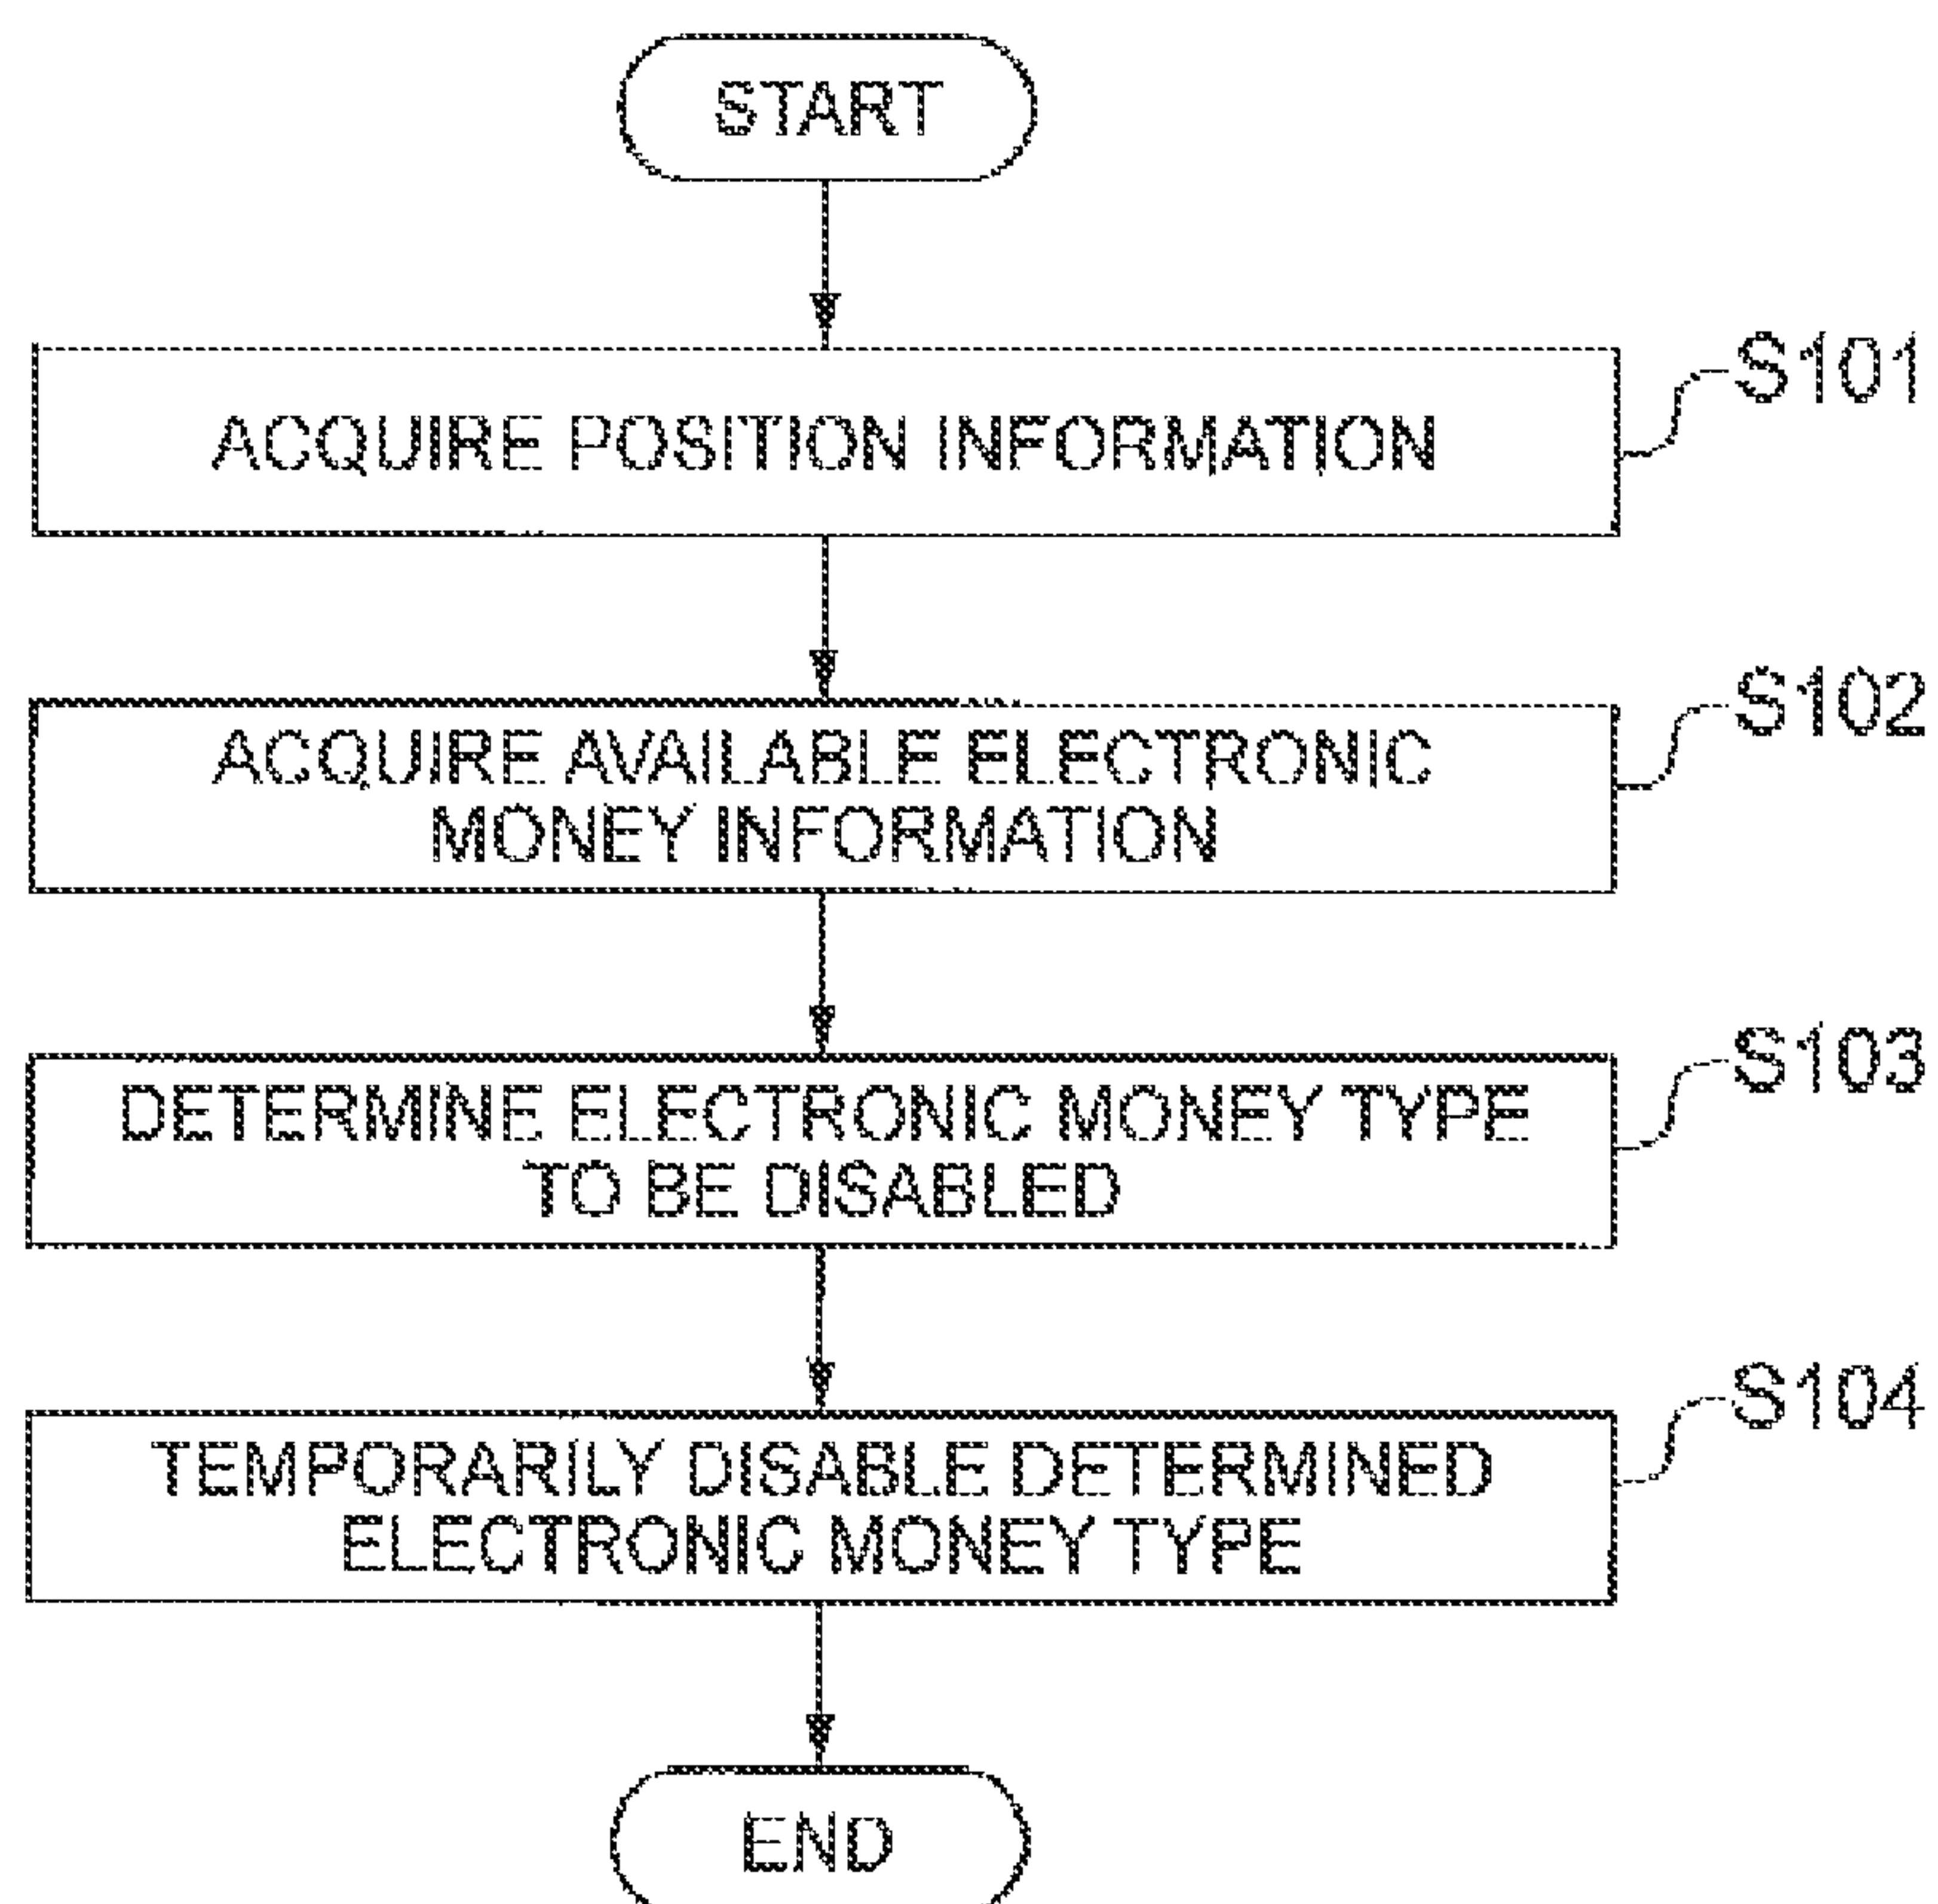 START
ACQUIRE POSITION INFORMATION
S101
ACQUIRE AVAILABLE ELECTRONIC
MONEY INFORMATION
S102
DETERMINE ELECTRONIC MONEY TYPE
TO BE DISABLED
S103
TEMPORARILY DISABLE DETERMINED
ELECTRONIC MONEY TYPE
S104
END